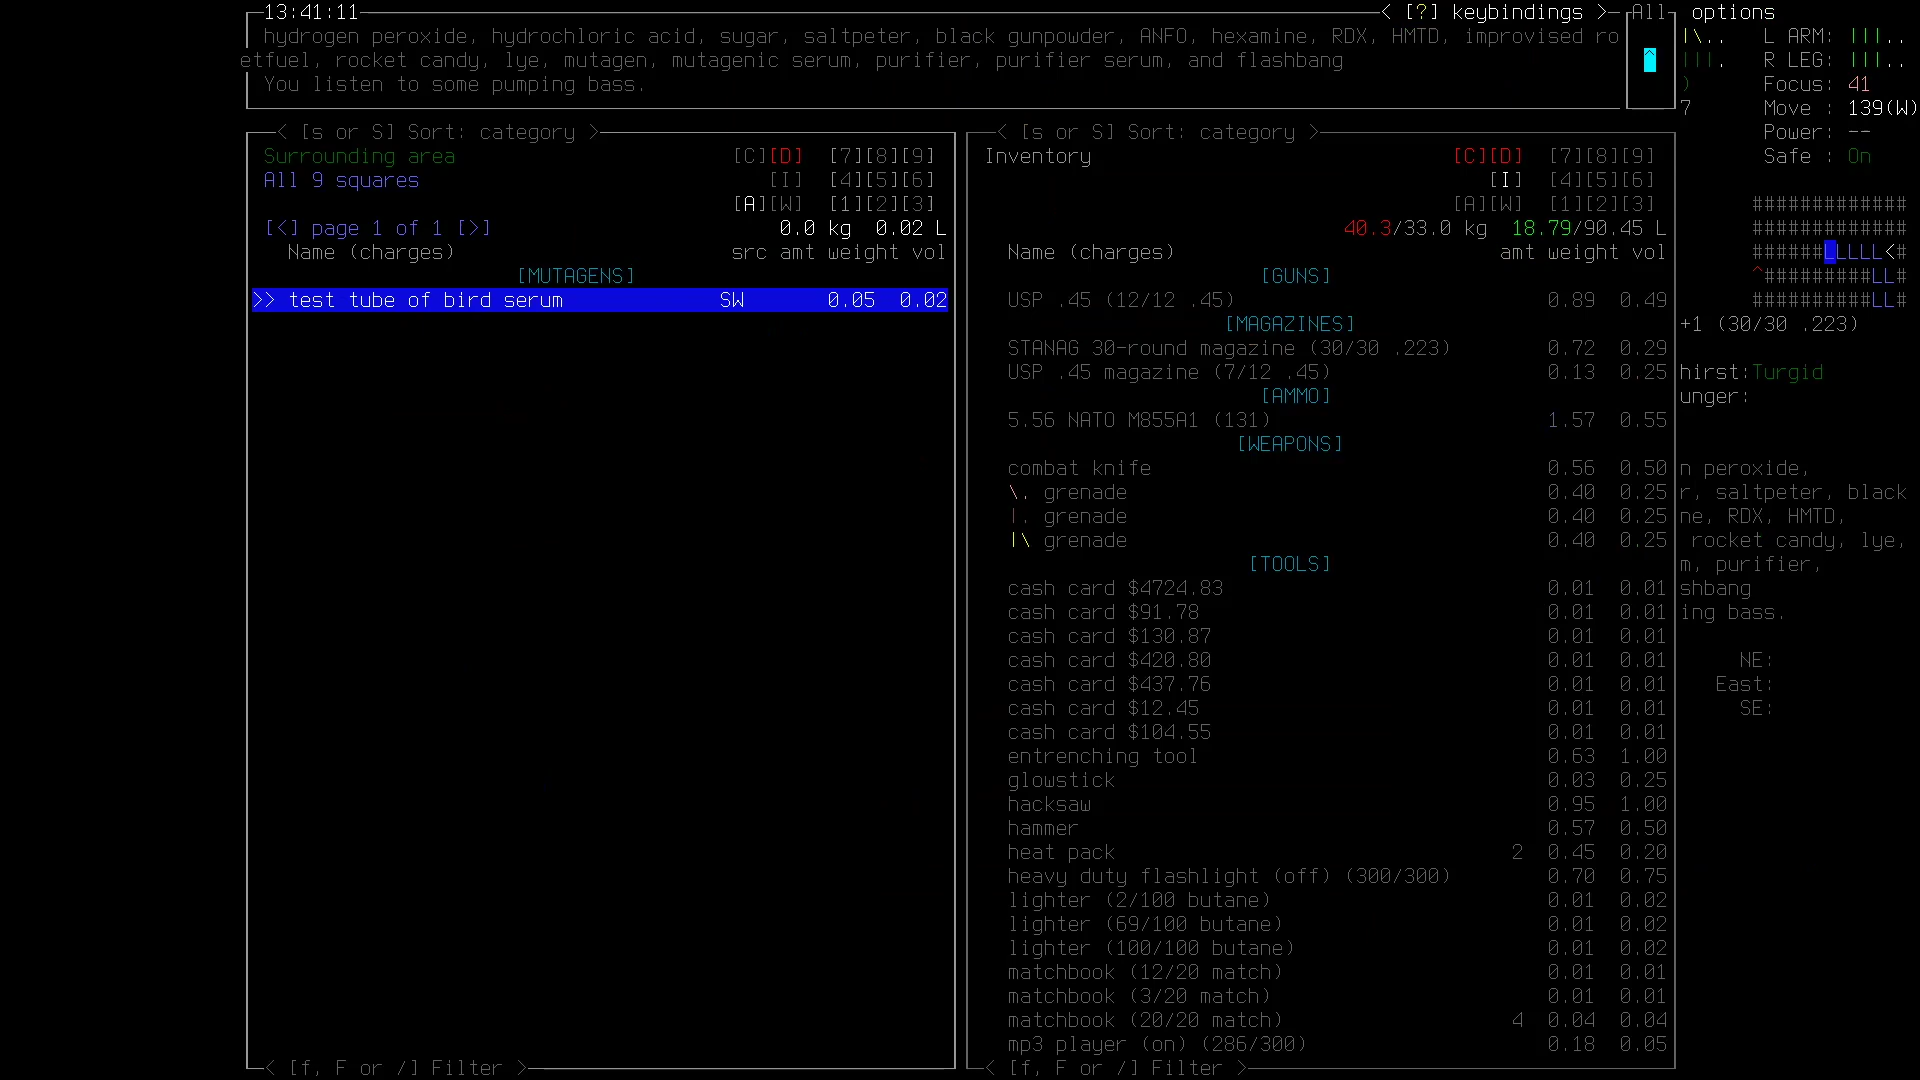 13:41:11 < [?] keybindings > All options
hydrogen peroxide, hydrochloric acid, sugar, saltpeter, black gunpowder, ANFO, hexamine, RDX, HMTD, improvised ro |\.. L ARM: |||..
etfuel, rocket candy, lye, mutagen, mutagenic serum, purifier, purifier serum, and flashbang ^ |||. R LEG: |||..
You listen to some pumping bass. ) Focus: 41
7 Move : 139(W)
< [s or S] Sort: category > < [s or S] Sort: category > Power: --
Surrounding area [C][D] [7][8][9] Inventory [C][D] [7][8][9] Safe : On
All 9 squares [I] [4][5][6] [I] [4][5][6]
[A][W] [1][2][3] [A][W] [1][2][3] #############
[<] page 1 of 1 [>] 0.0 kg 0.02 L 40.3/33.0 kg 18.79/90.45 L #############
Name (charges) src amt weight vol Name (charges) amt weight vol ######LLLLL<#
[MUTAGENS] [GUNS] ^#########LL#
>> test tube of bird serum SW 0.05 0.02 USP .45 (12/12 .45) 0.89 0.49 ##########LL#
[MAGAZINES] +1 (30/30 .223)
STANAG 30-round magazine (30/30 .223) 0.72 0.29
USP .45 magazine (7/12 .45) 0.13 0.25 hirst:Turgid
[AMMO] unger:
5.56 NATO M855A1 (131) 1.57 0.55
[WEAPONS]
combat knife 0.56 0.50 n peroxide,
\. grenade 0.40 0.25 r, saltpeter, black
|. grenade 0.40 0.25 ne, RDX, HMTD,
|\ grenade 0.40 0.25 rocket candy, lye,
[TOOLS] m, purifier,
cash card $4724.83 0.01 0.01 shbang
cash card $91.78 0.01 0.01 ing bass.
cash card $130.87 0.01 0.01
cash card $420.80 0.01 0.01 NE:
cash card $437.76 0.01 0.01 East:
cash card $12.45 0.01 0.01 SE:
cash card $104.55 0.01 0.01
entrenching tool 0.63 1.00
glowstick 0.03 0.25
hacksaw 0.95 1.00
hammer 0.57 0.50
heat pack 2 0.45 0.20
heavy duty flashlight (off) (300/300) 0.70 0.75
lighter (2/100 butane) 0.01 0.02
lighter (69/100 butane) 0.01 0.02
lighter (100/100 butane) 0.01 0.02
matchbook (12/20 match) 0.01 0.01
matchbook (3/20 match) 0.01 0.01
matchbook (20/20 match) 4 0.04 0.04
mp3 player (on) (286/300) 0.18 0.05
< [f, F or /] Filter > < [f, F or /] Filter >